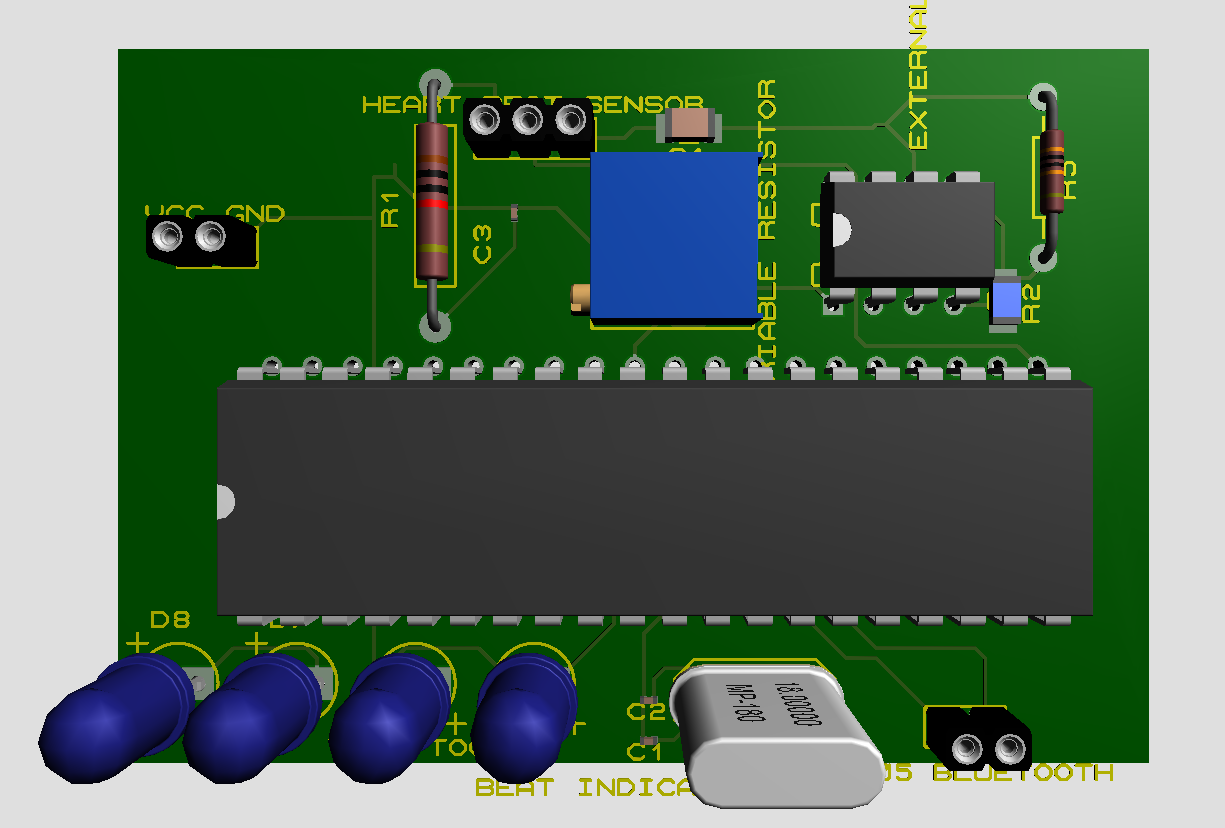 EXTERNAL
HEART BEAT SENSOR
VARIABLE RESISTOR
R1
R3
VCC GND
C3
R2
D8
C2
C1
18.00000
MP-180
J5 BLUETOOTH
BEAT INDICA